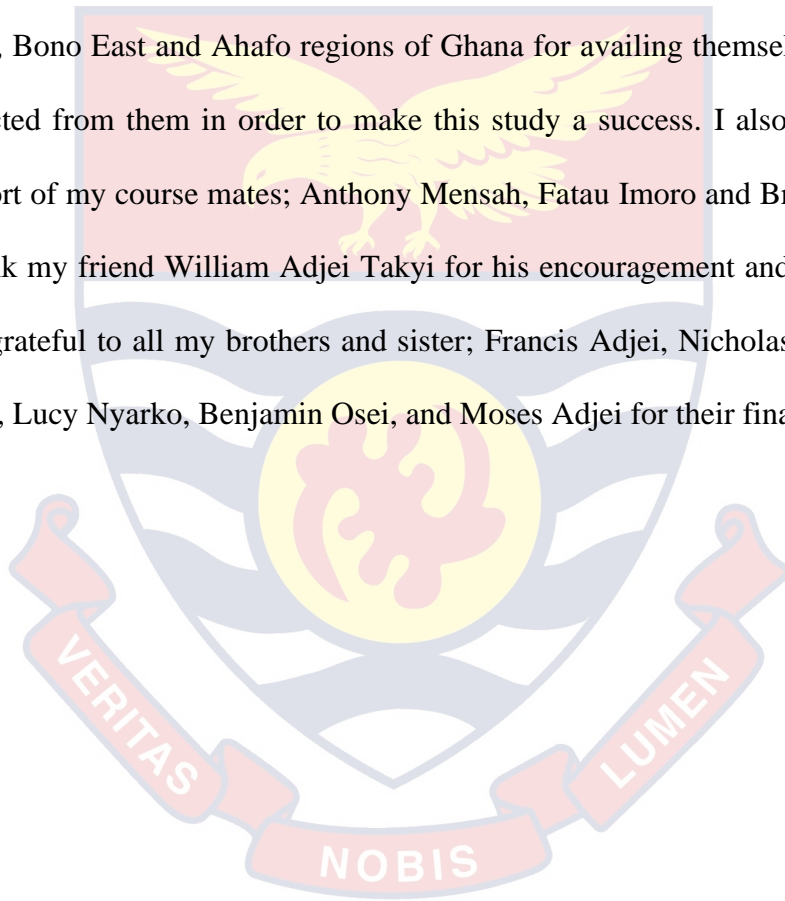 , Bono East and Ahafo regions of Ghana for availing themsel
cted from them in order to make this study a success. I also
rt of my course mates; Anthony Mensah, Fatau Imoro and Br
nk my friend William Adjei Takyi for his encouragement and
grateful to all my brothers and sister; Francis Adjei, Nicholas
, Lucy Nyarko, Benjamin Osei, and Moses Adjei for their fina
VERITAS
NOBIS
LUMEN